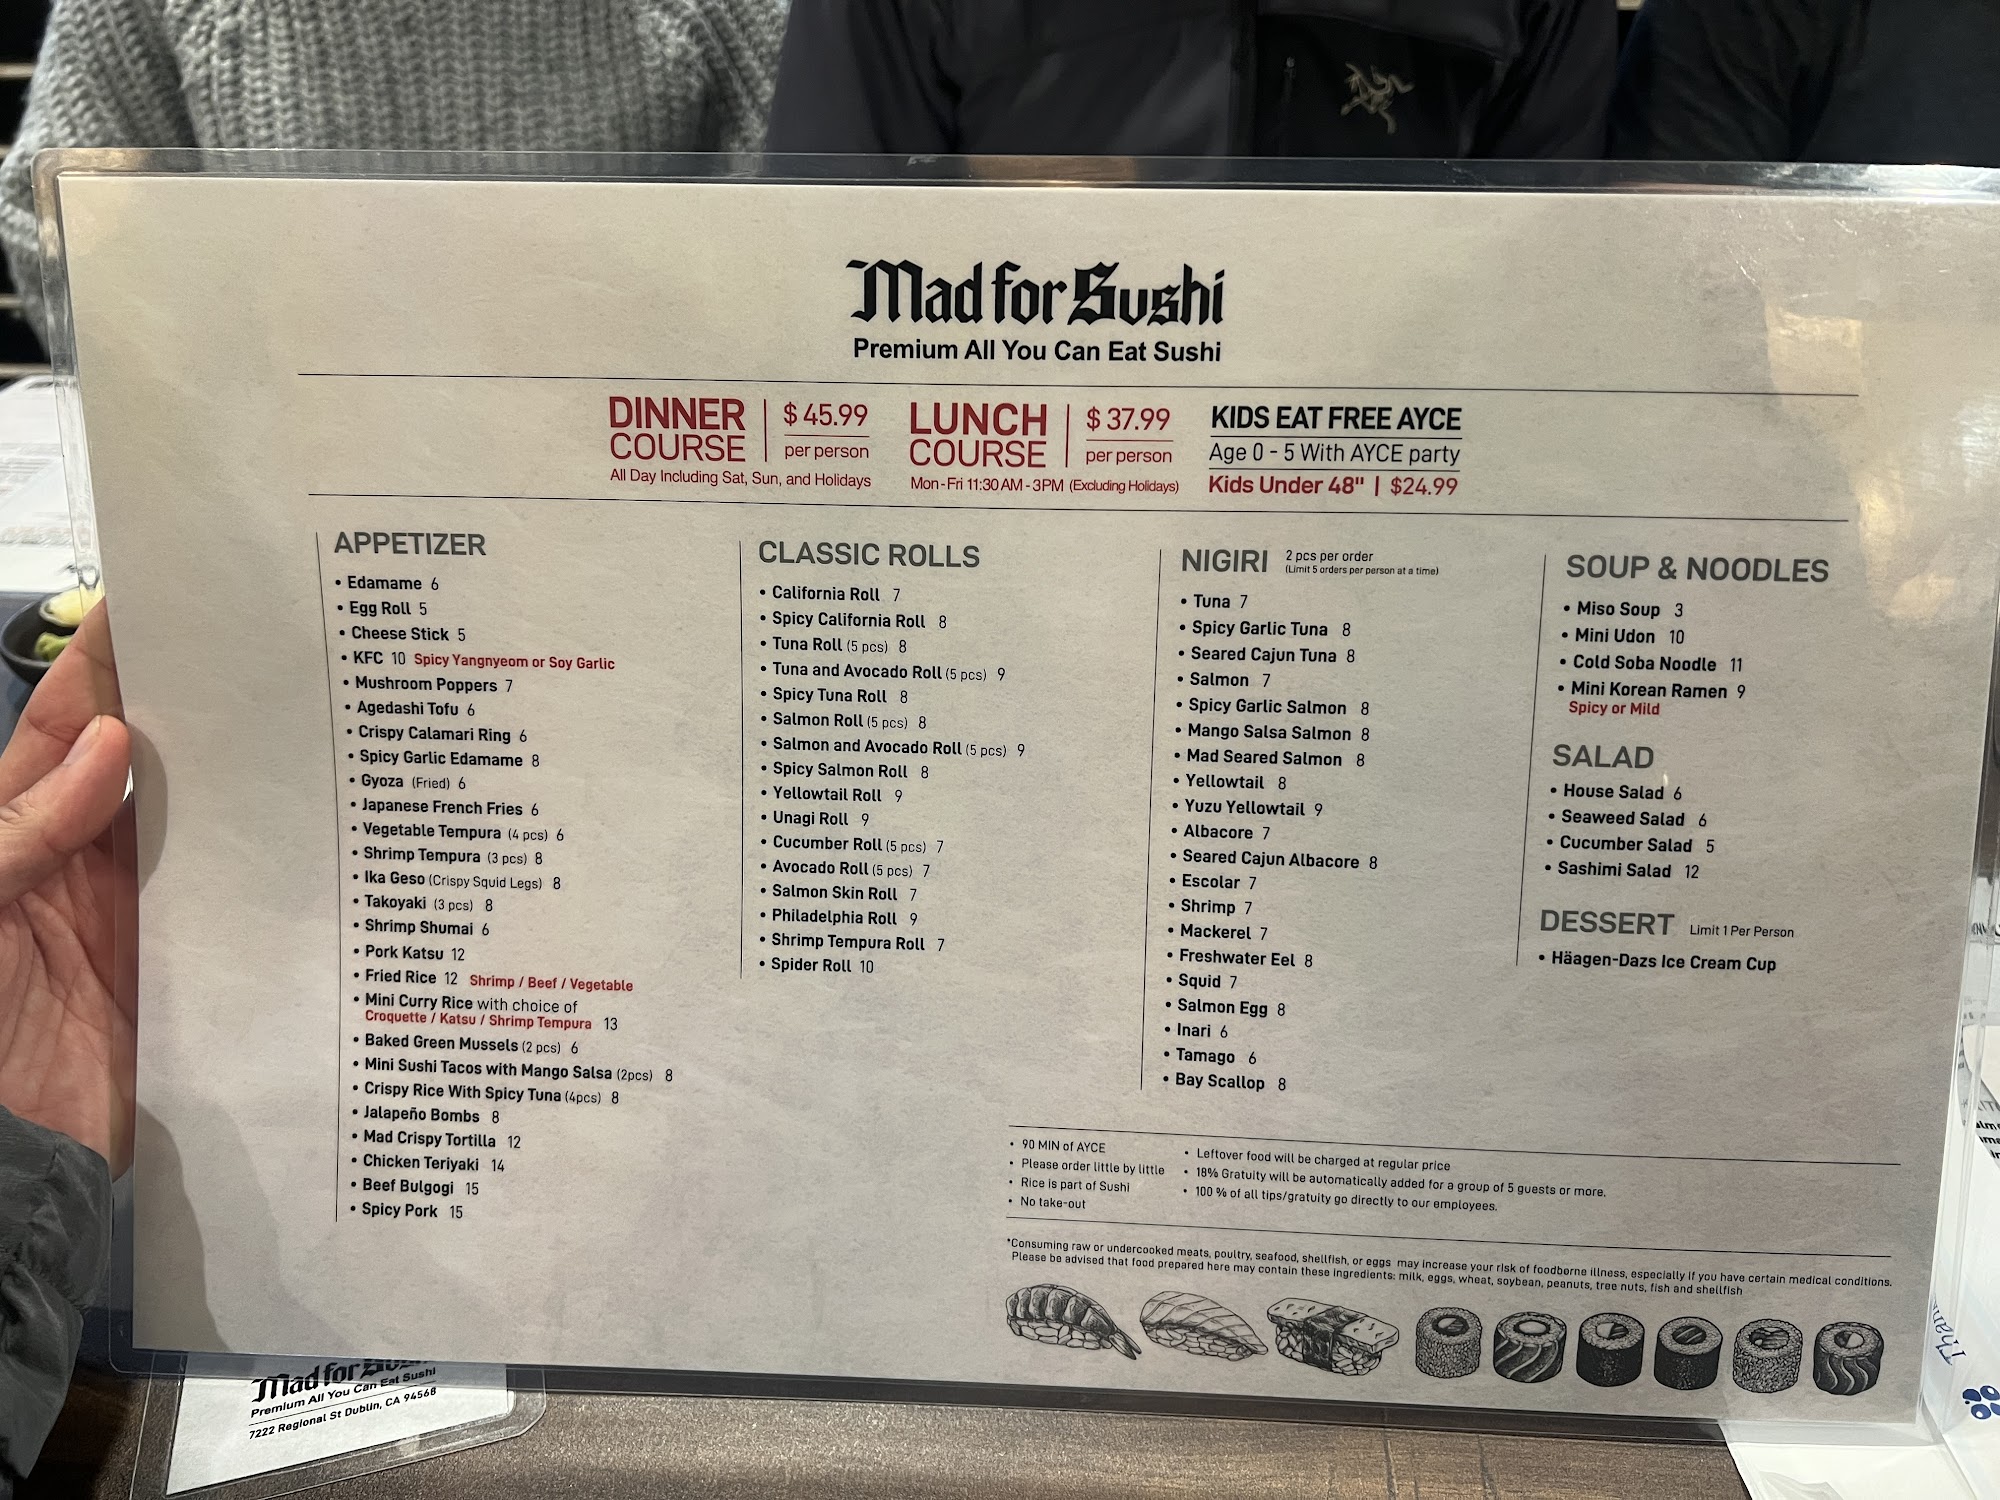 Mad for Sushi
Premium All You Can Eat Sushi
DINNER
COURSE
$ 45.99
per person
All Day Including Sat, Sun, and Holidays
LUNCH
COURSE
$ 37.99
per person
Mon - Fri 11:30 AM - 3PM (Excluding Holidays)
KIDS EAT FREE AYCE
Age 0 - 5 With AYCE party
Kids Under 48" | $24.99
APPETIZER
• Edamame 6
• Egg Roll 5
• Cheese Stick 5
• KFC 10 Spicy Yangnyeom or Soy Garlic
• Mushroom Poppers 7
• Agedashi Tofu 6
• Crispy Calamari Ring 6
• Spicy Garlic Edamame 8
• Gyoza (Fried) 6
• Japanese French Fries 6
• Vegetable Tempura (4 pcs) 6
• Shrimp Tempura (3 pcs) 8
• Ika Geso (Crispy Squid Legs) 8
• Takoyaki (3 pcs) 8
• Shrimp Shumai 6
• Pork Katsu 12
• Fried Rice 12 Shrimp / Beef / Vegetable
• Mini Curry Rice with choice of
Croquette / Katsu / Shrimp Tempura 13
• Baked Green Mussels (2 pcs) 6
• Mini Sushi Tacos with Mango Salsa (2pcs) 8
• Crispy Rice With Spicy Tuna (4pcs) 8
• Jalapeño Bombs 8
• Mad Crispy Tortilla 12
• Chicken Teriyaki 14
• Beef Bulgogi 15
• Spicy Pork 15
CLASSIC ROLLS
• California Roll 7
• Spicy California Roll 8
• Tuna Roll (5 pcs) 8
• Tuna and Avocado Roll (5 pcs) 9
• Spicy Tuna Roll 8
• Salmon Roll (5 pcs) 8
• Salmon and Avocado Roll (5 pcs) 9
• Spicy Salmon Roll 8
• Yellowtail Roll 9
• Unagi Roll 9
• Cucumber Roll (5 pcs) 7
• Avocado Roll (5 pcs) 7
• Salmon Skin Roll 7
• Philadelphia Roll 9
• Shrimp Tempura Roll 7
• Spider Roll 10
NIGIRI 2 pcs per order
(Limit 5 orders per person at a time)
• Tuna 7
• Spicy Garlic Tuna 8
• Seared Cajun Tuna 8
• Salmon 7
• Spicy Garlic Salmon 8
• Mango Salsa Salmon 8
• Mad Seared Salmon 8
• Yellowtail 8
• Yuzu Yellowtail 9
• Albacore 7
• Seared Cajun Albacore 8
• Escolar 7
• Shrimp 7
• Mackerel 7
• Freshwater Eel 8
• Squid 7
• Salmon Egg 8
• Inari 6
• Tamago 6
• Bay Scallop 8
SOUP & NOODLES
• Miso Soup 3
• Mini Udon 10
• Cold Soba Noodle 11
• Mini Korean Ramen 9
Spicy or Mild
SALAD
• House Salad 6
• Seaweed Salad 6
• Cucumber Salad 5
• Sashimi Salad 12
DESSERT Limit 1 Per Person
• Häagen-Dazs Ice Cream Cup
• 90 MIN of AYCE
• Please order little by little
• Rice is part of Sushi
• No take-out
• Leftover food will be charged at regular price
• 18% Gratuity will be automatically added for a group of 5 guests or more.
• 100 % of all tips/gratuity go directly to our employees.
*Consuming raw or undercooked meats, poultry, seafood, shellfish, or eggs may increase your risk of foodborne illness, especially if you have certain medical conditions.
Please be advised that food prepared here may contain these ingredients: milk, eggs, wheat, soybean, peanuts, tree nuts, fish and shellfish
Mad for Sushi
Premium All You Can Eat Sushi
7222 Regional St Dublin, CA 94568